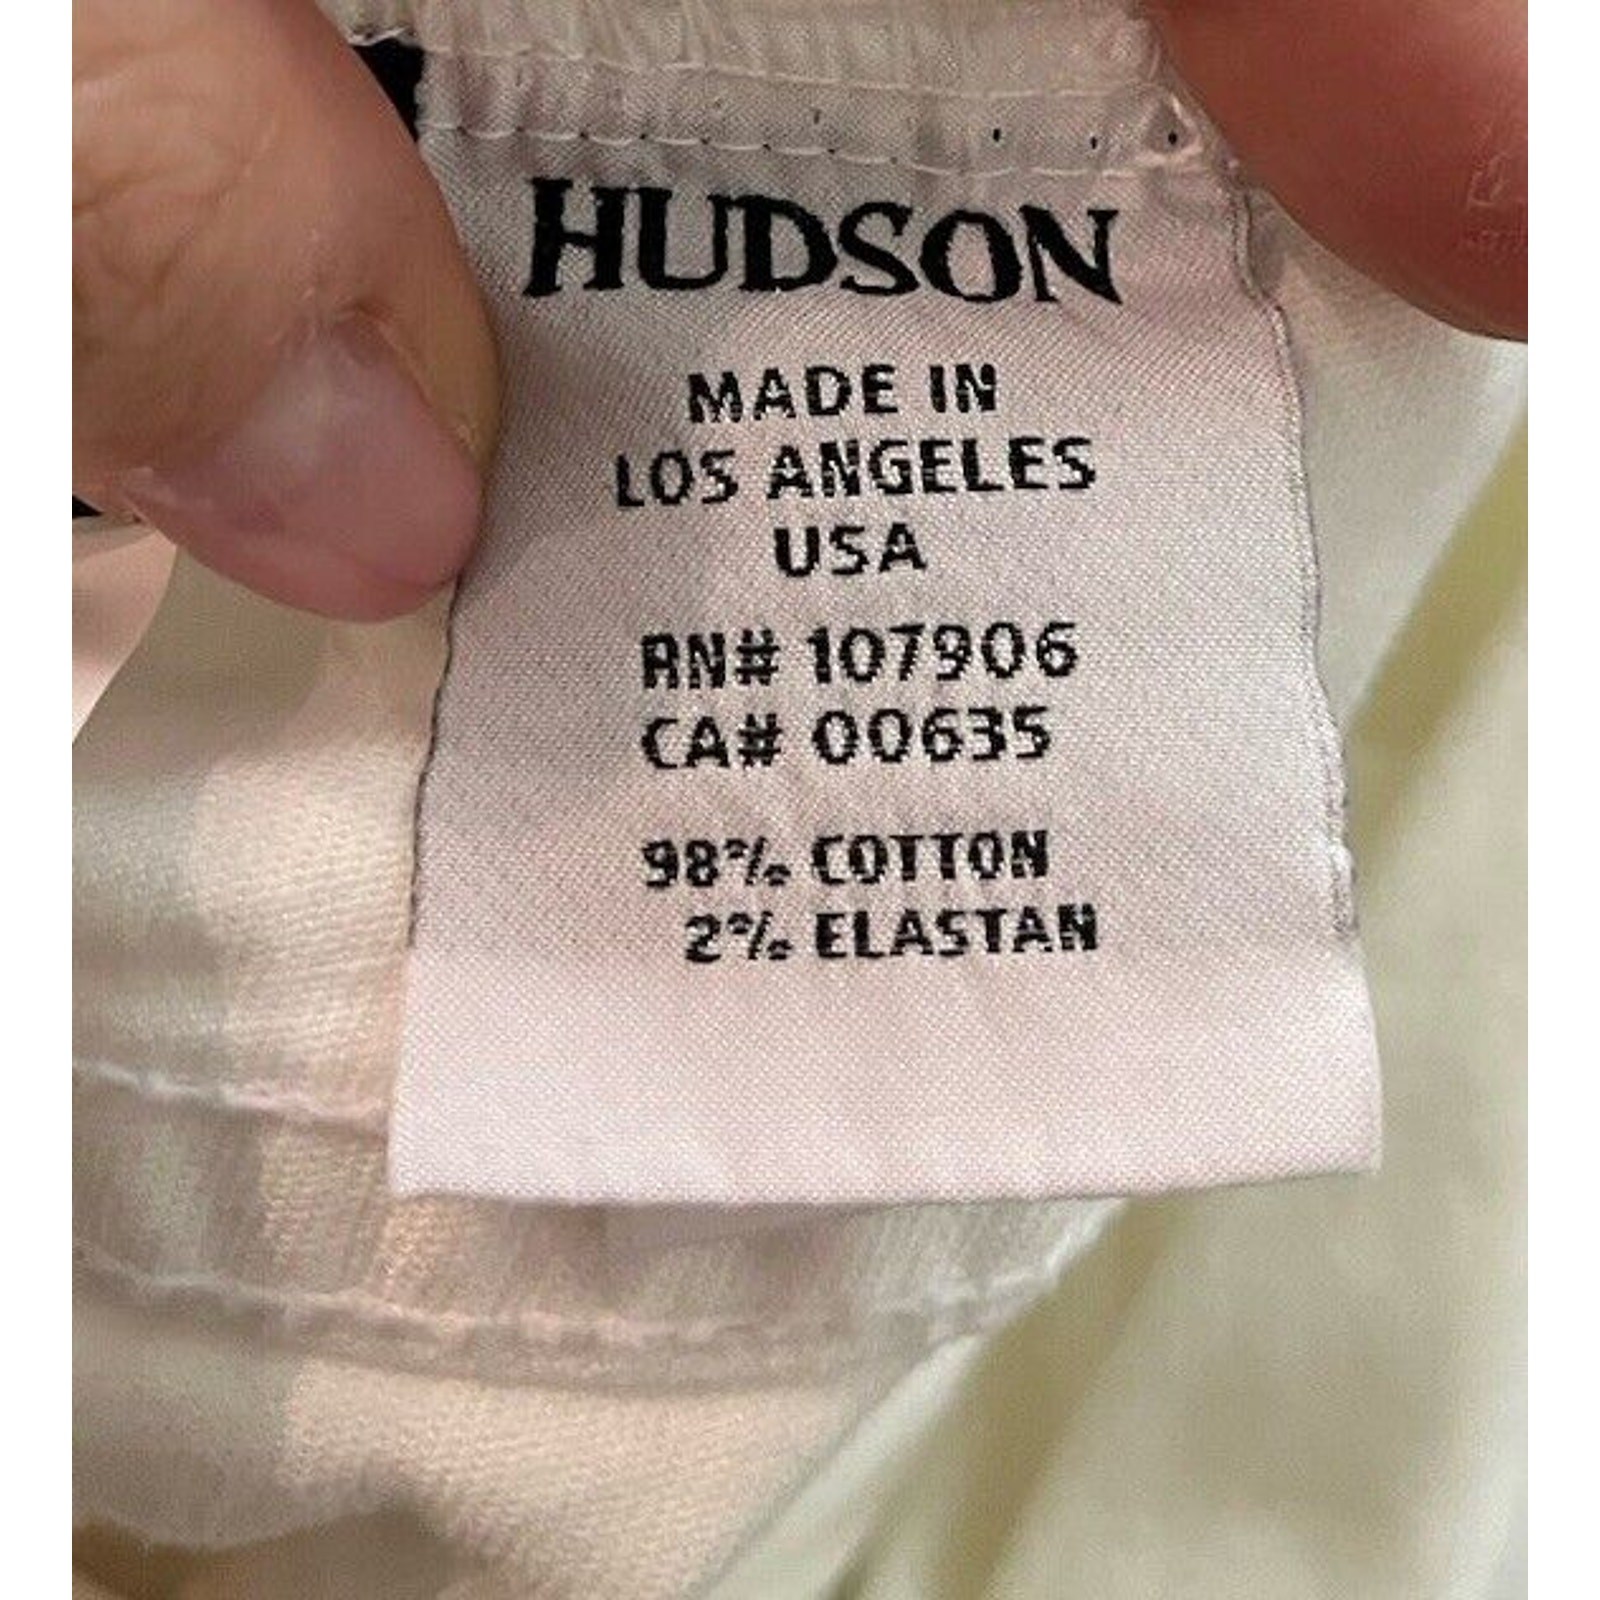 HUDSON
MADE IN
LOS ANGELES
USA
RN# 107906
CA# 00635
98% COTTON
2% ELASTAN